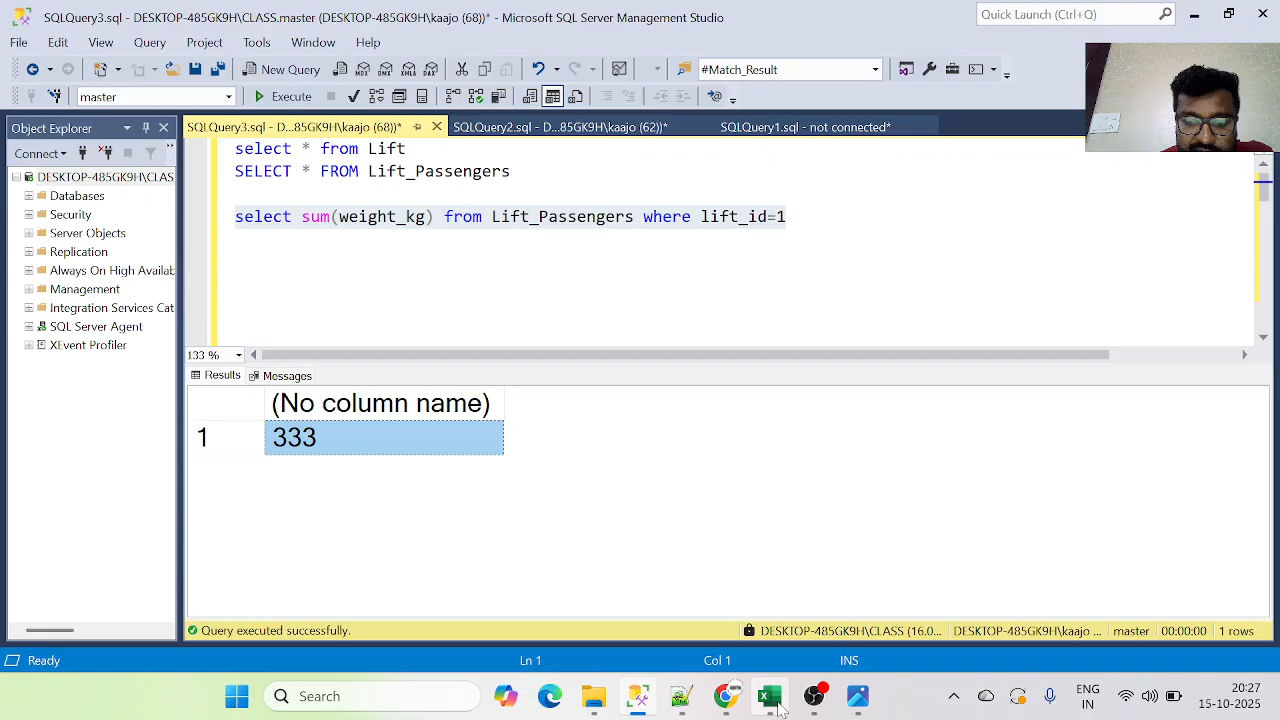 SQLQuery3.sql - DESKTOP-485GK9H\CLASS.master (DESKTOP-485GK9H\kaajo (68))* - Microsoft SQL Server Management Studio
Quick Launch (Ctrl+Q)
File Edit View Query Project Tools Window Help
New Query MDX DMX XMLA DAX #Match_Result
master Execute
Object Explorer
SQLQuery3.sql - D...85GK9H\kaajo (68))* SQLQuery2.sql - D...85GK9H\kaajo (62))* SQLQuery1.sql - not connected*
Connect
DESKTOP-485GK9H\CLAS
Databases
Security
Server Objects
Replication
Always On High Availab
Management
Integration Services Cat
SQL Server Agent
XEvent Profiler
select * from Lift
SELECT * FROM Lift_Passengers
select sum(weight_kg) from Lift_Passengers where lift_id=1
133 %
Results Messages
(No column name)
1 333
Query executed successfully. DESKTOP-485GK9H\CLASS (16.0... DESKTOP-485GK9H\kaajo ... master 00:00:00 1 rows
Ready Ln 1 Col 1 INS
Search
ENG
IN
20:27
15-10-2025